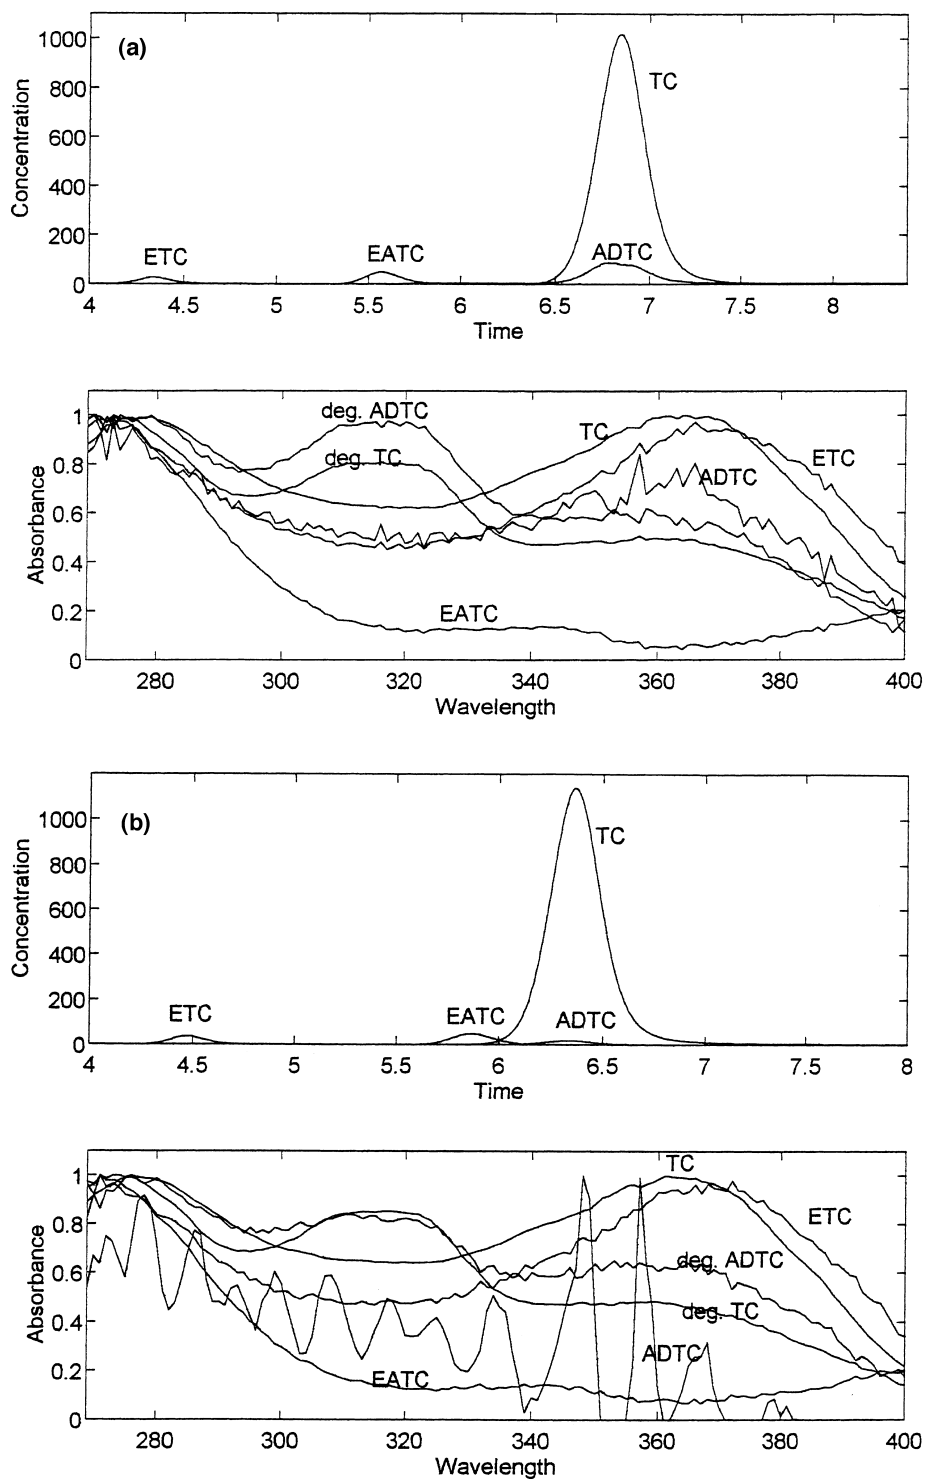 (a)
1000
800
600
400
200
0
Concentration
TC
ETC
EATC
ADTC
4 4.5 5 5.5 6 6.5 7 7.5 8
Time
1
0.8
0.6
0.4
0.2
0
Absorbance
deg. ADTC
TC
deg. TC
ETC
ADTC
EATC
280 300 320 340 360 380 400
Wavelength
(b)
1000
800
600
400
200
0
Concentration
TC
ETC
EATC
ADTC
4 4.5 5 5.5 6 6.5 7 7.5 8
Time
1
0.8
0.6
0.4
0.2
0
Absorbance
TC
ETC
deg. ADTC
deg. TC
ADTC
EATC
280 300 320 340 360 380 400
Wavelength